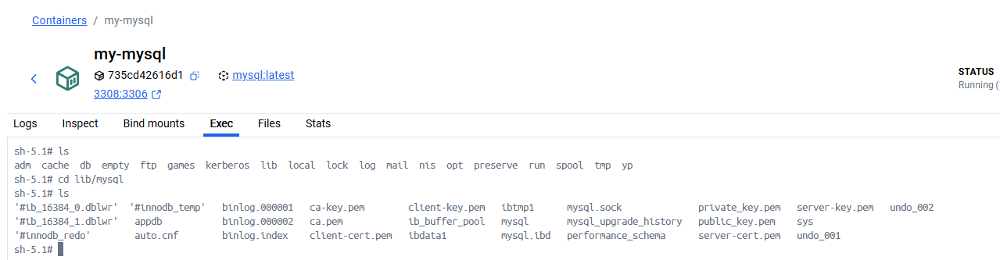 Containers / my-mysql
my-mysql
735cd42616d1 mysql:latest
3308:3306
STATUS
Running (
Logs Inspect Bind mounts Exec Files Stats
sh-5.1# ls
adm cache db empty ftp games kerberos lib local lock log mail nis opt preserve run spool tmp yp
sh-5.1# cd lib/mysql
sh-5.1# ls
'#ib_16384_0.dblwr' '#innodb_temp' binlog.000001 ca-key.pem client-key.pem ibtmp1 mysql.sock private_key.pem server-key.pem undo_002
'#ib_16384_1.dblwr' appdb binlog.000002 ca.pem ib_buffer_pool mysql mysql_upgrade_history public_key.pem sys
'#innodb_redo' auto.cnf binlog.index client-cert.pem ibdata1 mysql.ibd performance_schema server-cert.pem undo_001
sh-5.1#